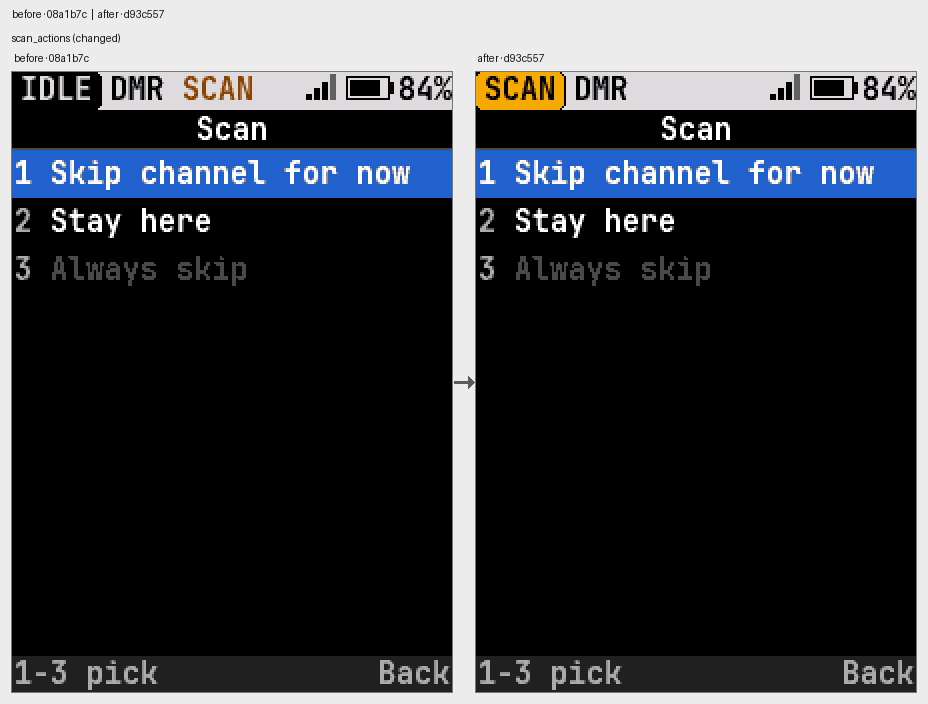 before · 08a1b7c | after · d93c557
scan_actions (changed)
before · 08a1b7c
IDLE DMR SCAN 84%
Scan
1 Skip channel for now
2 Stay here
3 Always skip
1-3 pick Back
→
after · d93c557
SCAN DMR 84%
Scan
1 Skip channel for now
2 Stay here
3 Always skip
1-3 pick Back